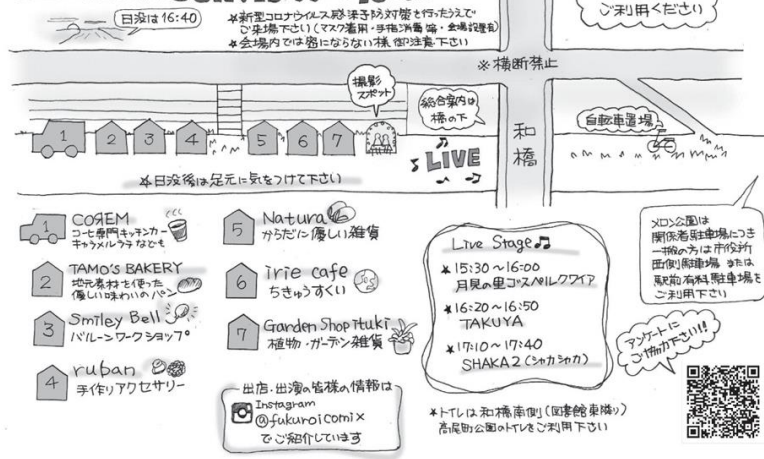 日没は16:40
★新型コロナウイルス感染予防対策を行ったうえで
ご来場下さい(マスク着用・手指消毒等・会場設置有)
★会場内では密にならない様、御注意下さい
ご利用ください
※横断禁止
撮影
スポット
総合案内は
橋の下
和橋
自転車置場
1
2
3
4
5
6
7
LIVE
★日没後は足元に気をつけて下さい
1 COЯEM
コーヒー専門キッチンカー
キャラメルラテなども
2 TAMO'S BAKERY
地元素材を使った
優しい味わいのパン
3 Smiley Bell
バルーンワークショップ
4 ruban
手作りアクセサリー
5 Natura
からだに優しい雑貨
6 irie cafe
ちきゅうすくい
7 Garden Shop ituki
植物・ガーデン雑貨
出店・出演の皆様の情報は
Instagram
@fukuroicomix
でご紹介しています
Live Stage♫
★15:30~16:00
月見の里ゴスペルクワイア
★16:20~16:50
TAKUYA
★17:10~17:40
SHAKA2(シャカシャカ)
★トイレは和橋南側(図書館東隣り)
高尾町公園のトイレをご利用下さい
メロン公園は
関係者駐車場につき
一般の方は市役所
西側駐車場または
駅前有料駐車場を
ご利用下さい
アンケートに
ご協力下さい!!